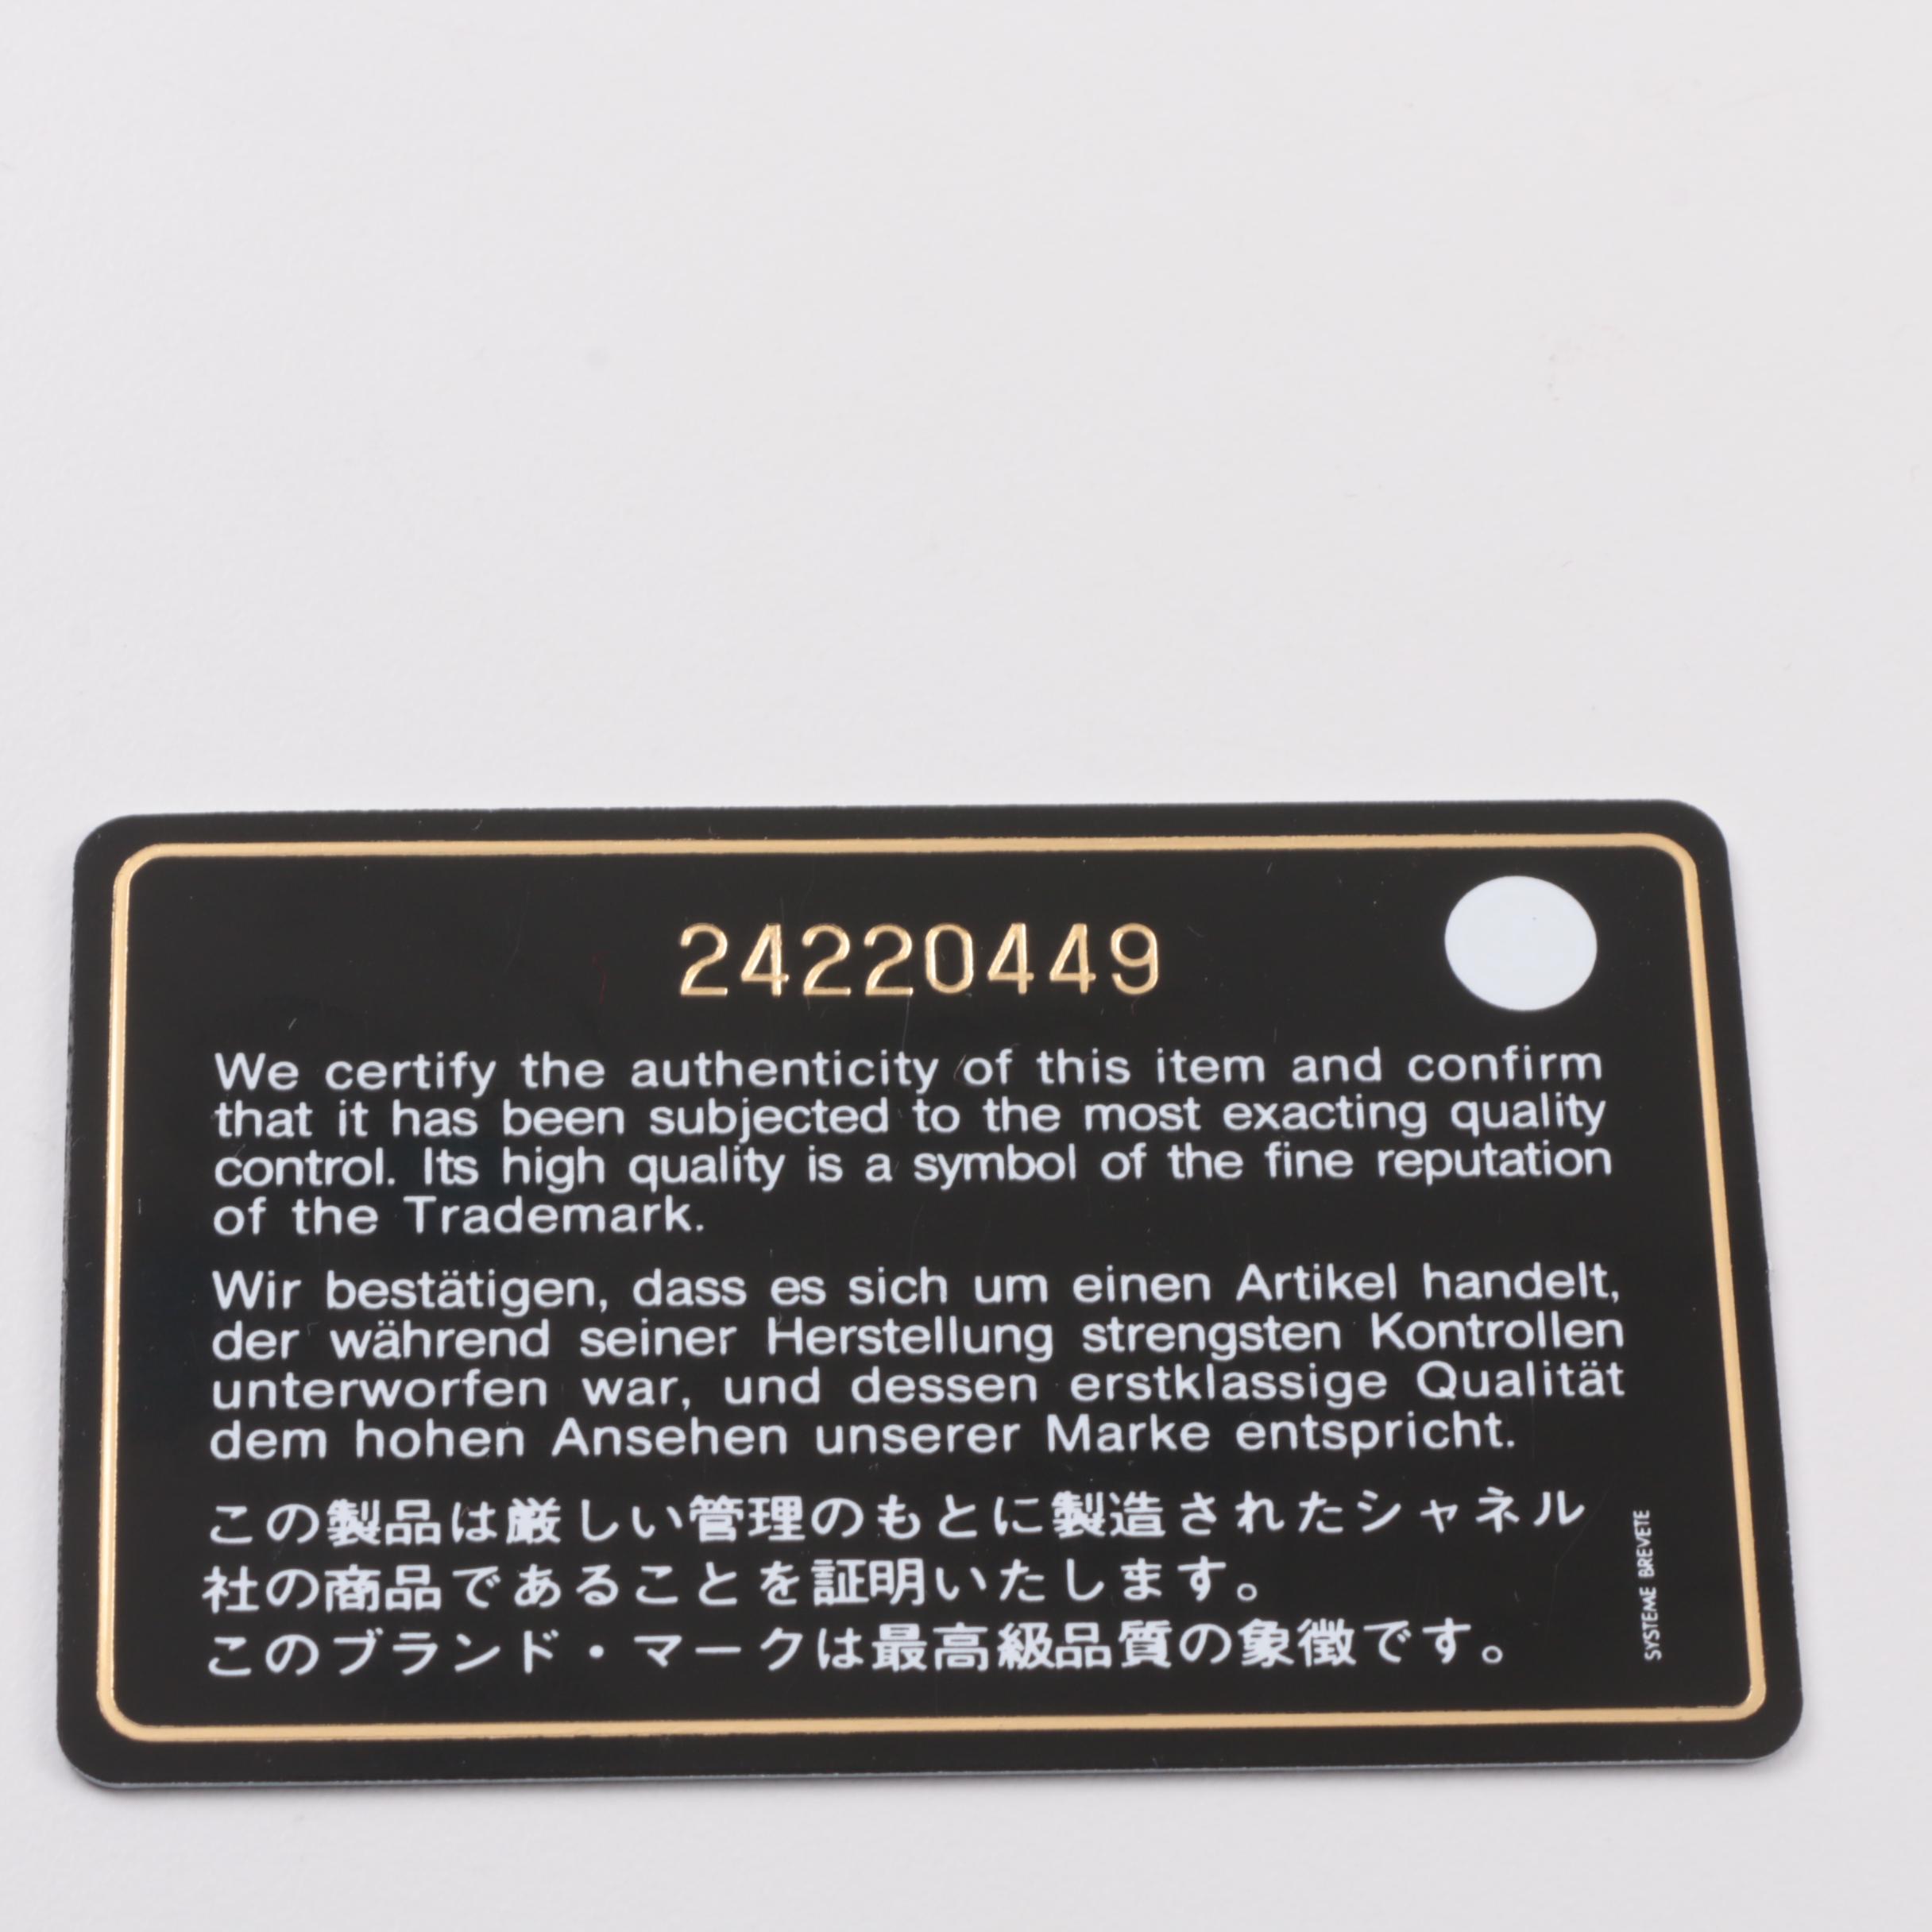 24220449
We certify the authenticity of this item and confirm
that it has been subjected to the most exacting quality
control. Its high quality is a symbol of the fine reputation
of the Trademark.
Wir bestätigen, dass es sich um einen Artikel handelt,
der während seiner Herstellung strengsten Kontrollen
unterworfen war, und dessen erstklassige Qualität
dem hohen Ansehen unserer Marke entspricht.
この製品は厳しい管理のもとに製造されたシャネル
社の商品であることを証明いたします。
このブランド・マークは最高級品質の象徴です。
SYSTEME BREVETE